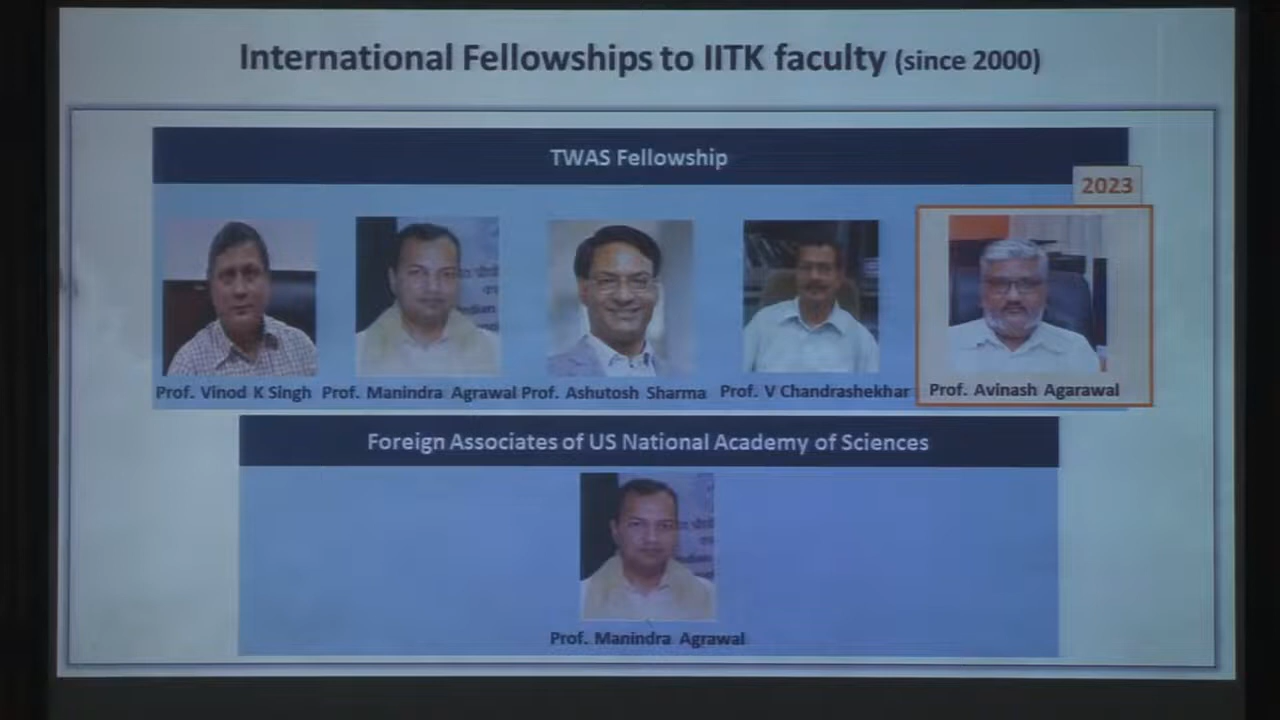 International Fellowships to IITK faculty (since 2000)
TWAS Fellowship
2023
Prof. Vinod K Singh
Prof. Manindra Agrawal
Prof. Ashutosh Sharma
Prof. V Chandrashekhar
Prof. Avinash Agarawal
Foreign Associates of US National Academy of Sciences
Prof. Manindra Agrawal